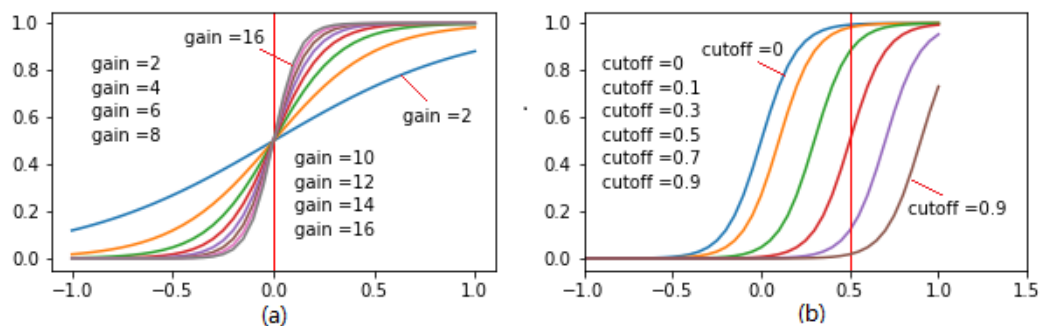 1.0
0.8
0.6
0.4
0.2
0.0
-1.0 -0.5 0.0 0.5 1.0
gain =16
gain =2
gain =4
gain =6
gain =8
gain =2
gain =10
gain =12
gain =14
gain =16
(a)
1.0
0.8
0.6
0.4
0.2
0.0
−1.0 −0.5 0.0 0.5 1.0 1.5
cutoff =0
cutoff =0
cutoff =0.1
cutoff =0.3
cutoff =0.5
cutoff =0.7
cutoff =0.9
cutoff =0.9
(b)